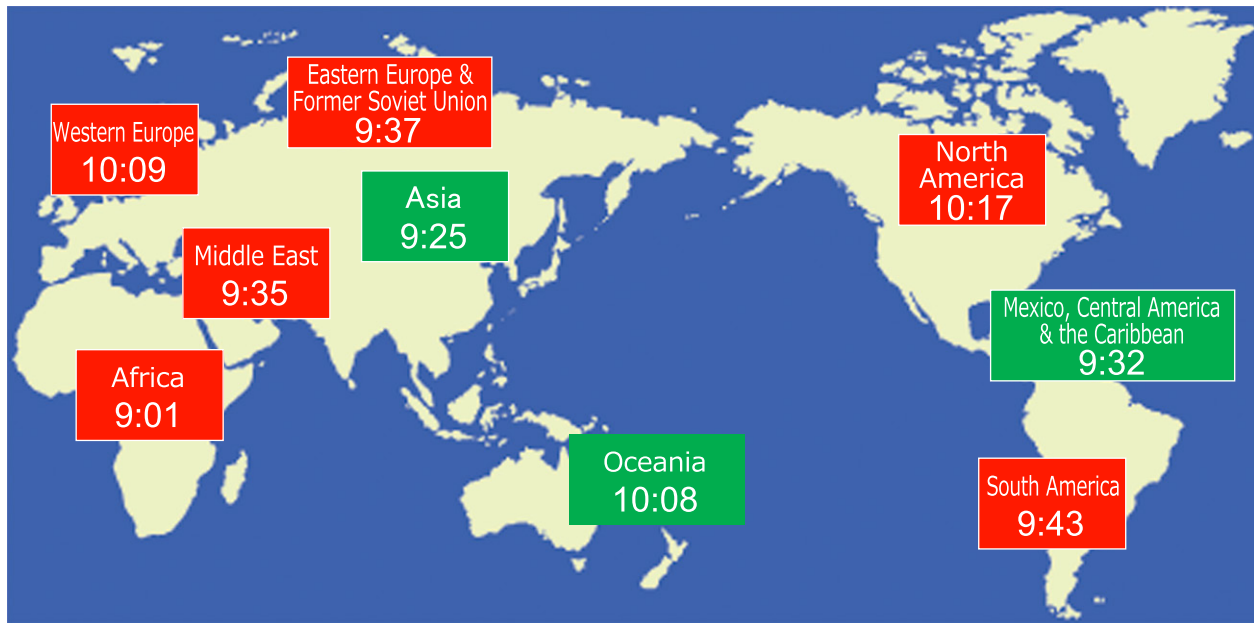 Eastern Europe &
Former Soviet Union
9:37
Western Europe
10:09
North
America
10:17
Asia
9:25
Middle East
9:35
Mexico, Central America
& the Caribbean
9:32
Africa
9:01
Oceania
10:08
South America
9:43